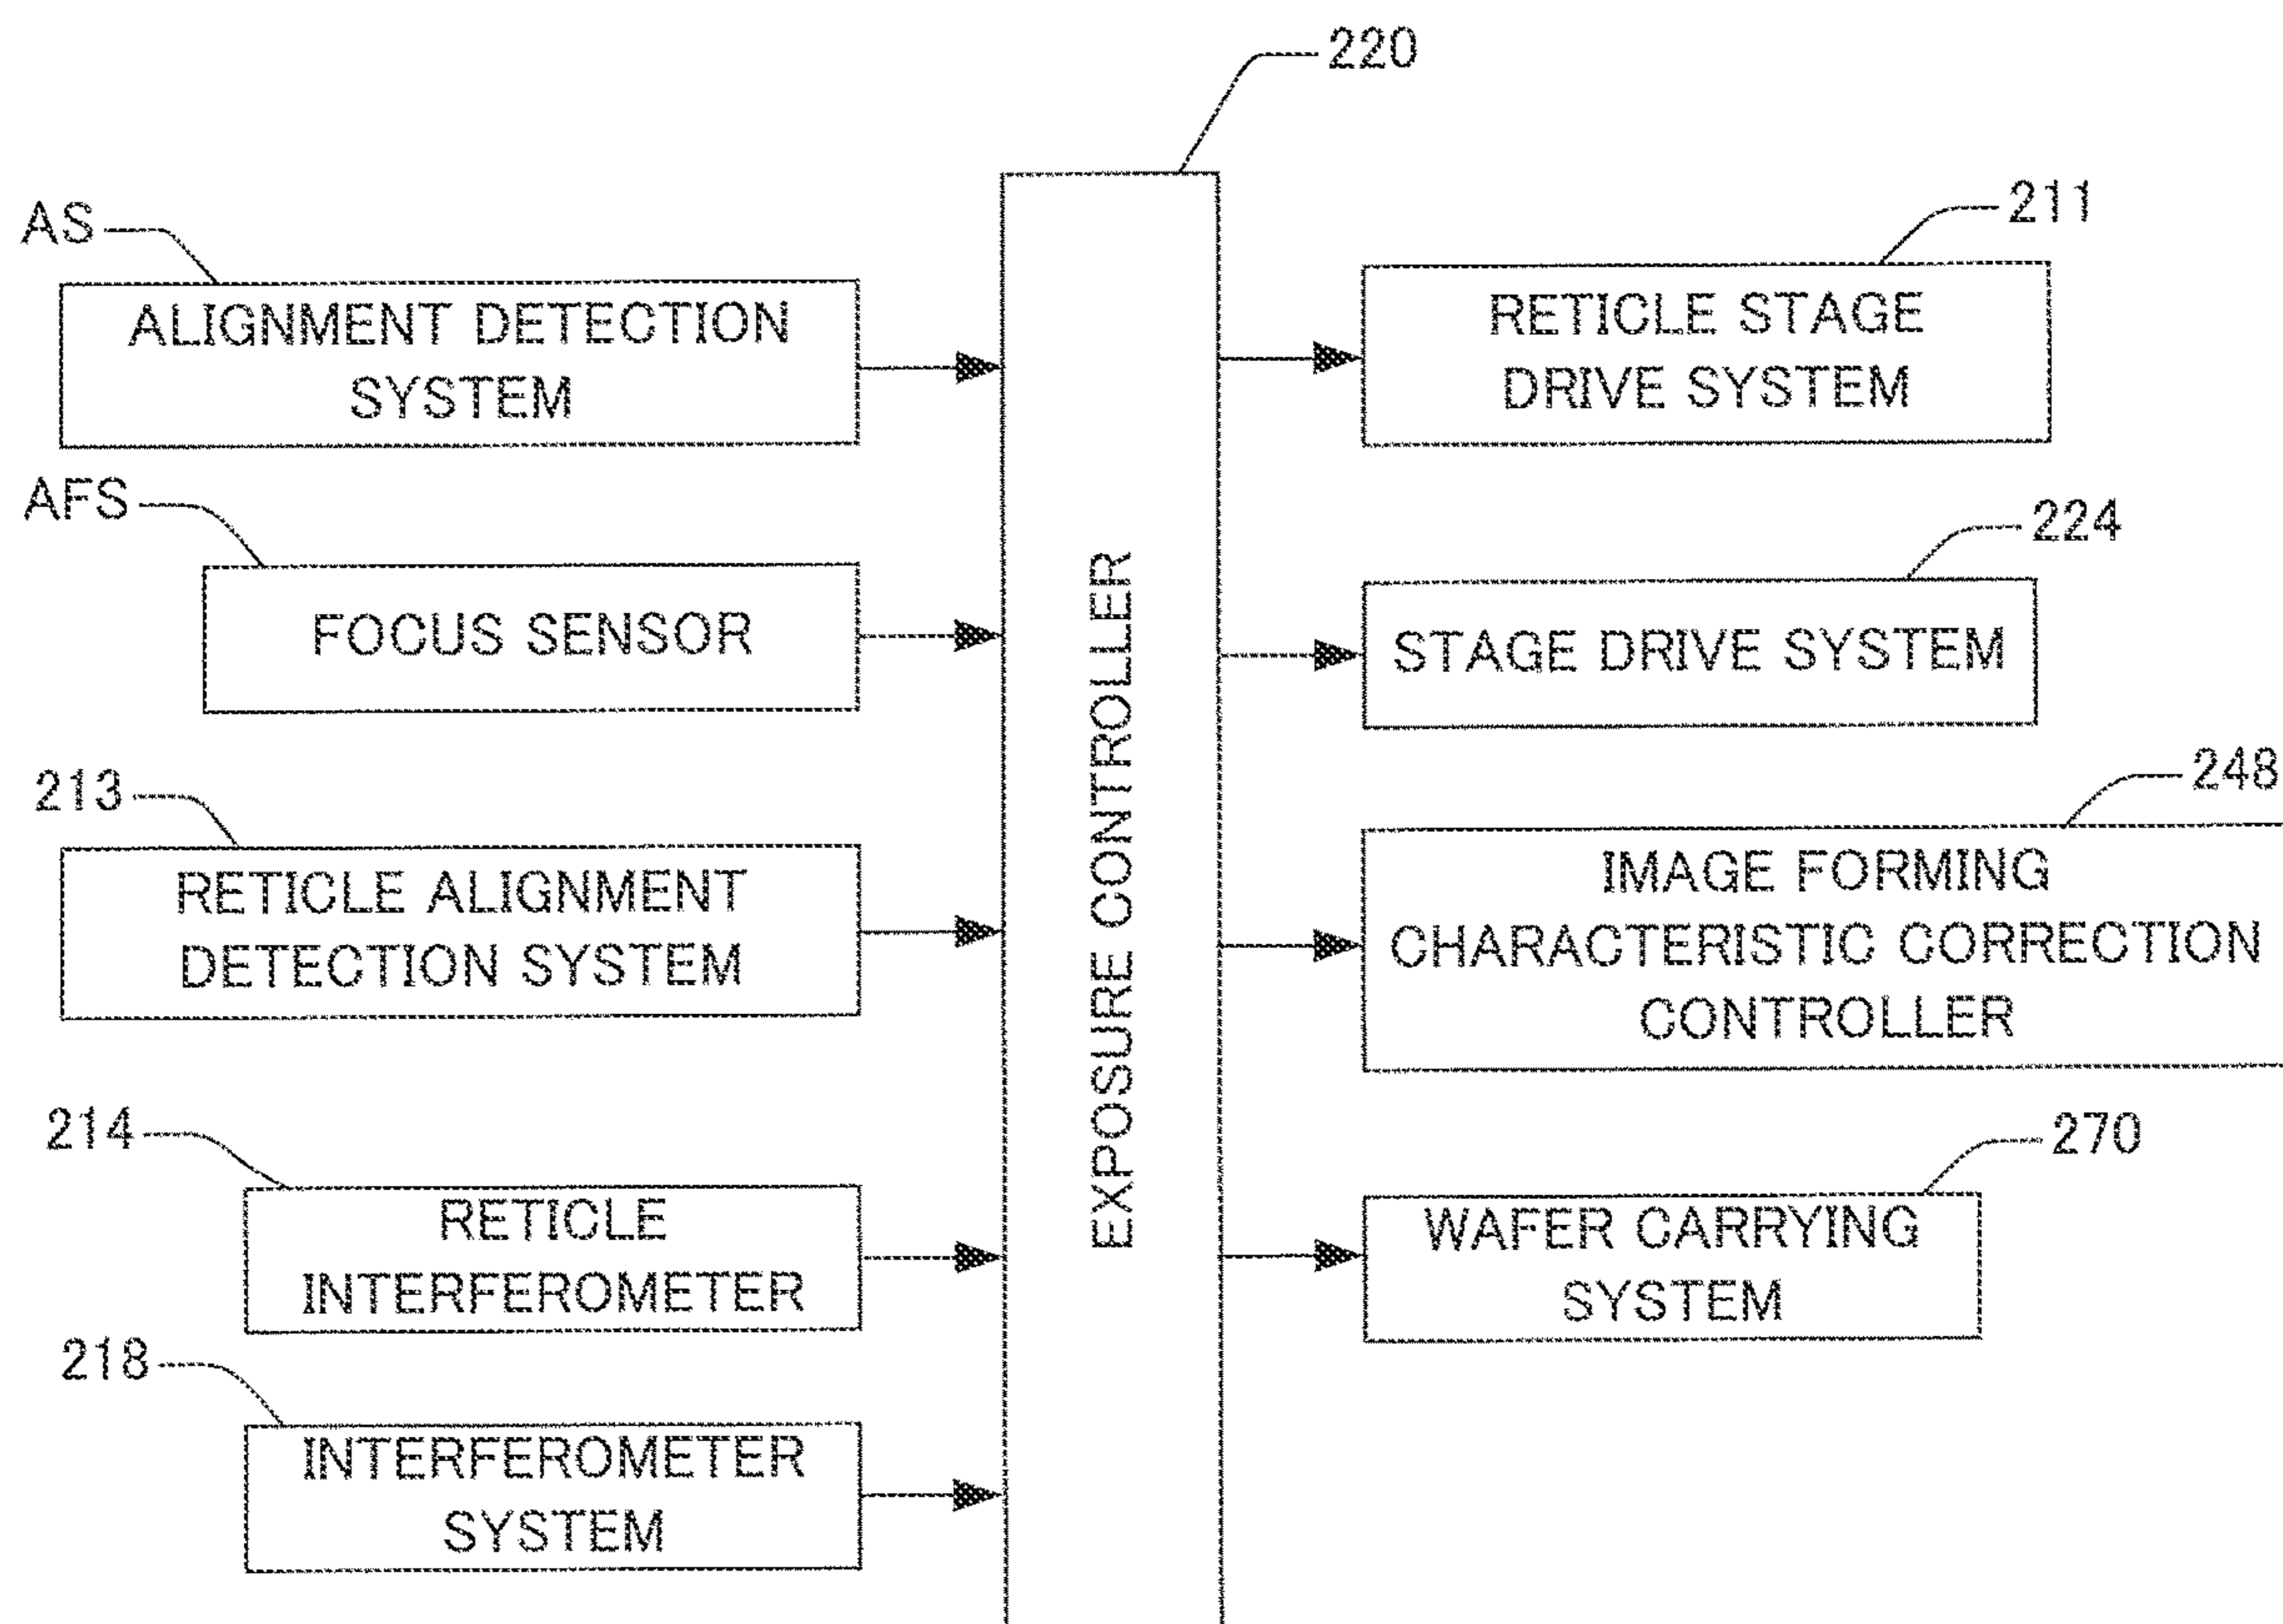 220
AS
ALIGNMENT DETECTION
SYSTEM
AFS
FOCUS SENSOR
213
RETICLE ALIGNMENT
DETECTION SYSTEM
214
RETICLE
INTERFEROMETER
218
INTERFEROMETER
SYSTEM
EXPOSURE CONTROLLER
211
RETICLE STAGE
DRIVE SYSTEM
224
STAGE DRIVE SYSTEM
248
IMAGE FORMING
CHARACTERISTIC CORRECTION
CONTROLLER
270
WAFER CARRYING
SYSTEM